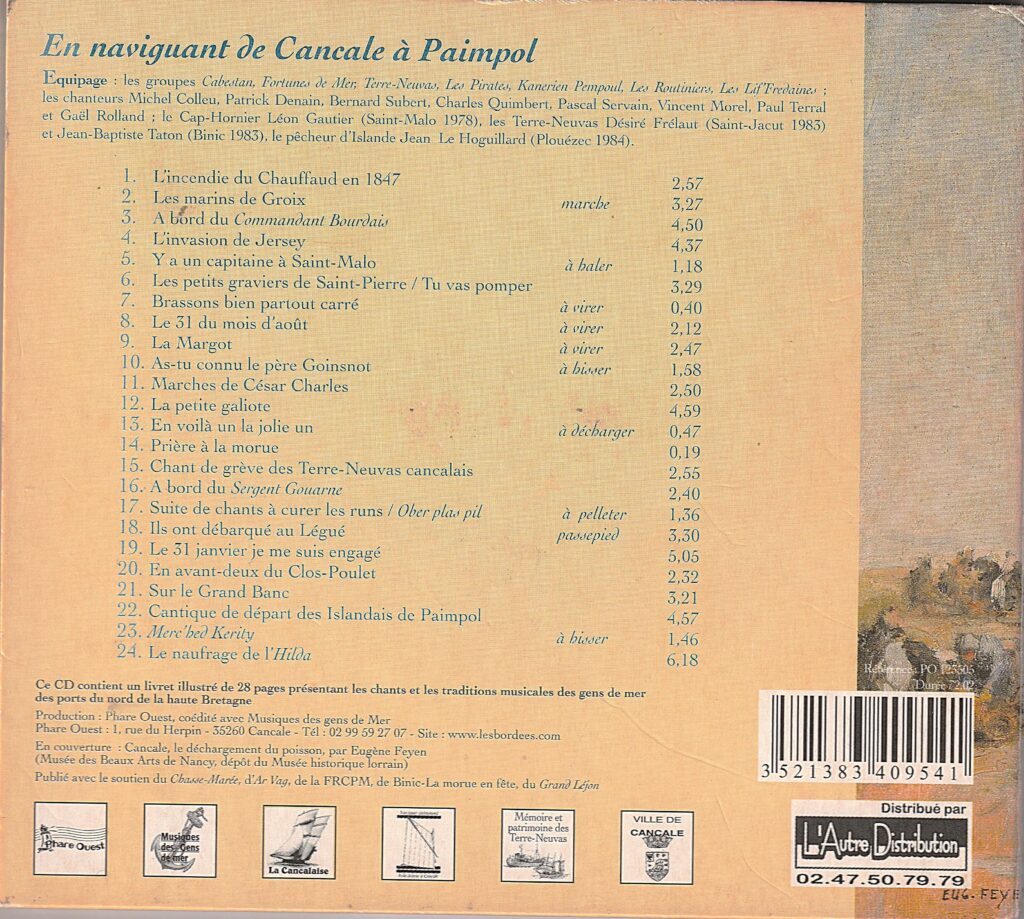 En naviguant de Cancale à Paimpol
Equipage : les groupes Cabestan, Fortunes de Mer, Terre-Neuvas, Les Pirates, Kanerien Pempoul, Les Routiniers, Les Lif'Fredaines ;
les chanteurs Michel Colleu, Patrick Denain, Bernard Subert, Charles Quimbert, Pascal Servain, Vincent Morel, Paul Terral
et Gaël Rolland ; le Cap-Hornier Léon Gautier (Saint-Malo 1978), les Terre-Neuvas Désiré Frélaut (Saint-Jacut 1983)
et Jean-Baptiste Taton (Binic 1983), le pêcheur d'Islande Jean Le Hoguillard (Plouézec 1984).
1. L'incendie du Chauffaud en 1847 2,57
2. Les marins de Groix marche 3,27
3. A bord du Commandant Bourdais 4,50
4. L'invasion de Jersey 4,37
5. Y a un capitaine à Saint-Malo à haler 1,18
6. Les petits graviers de Saint-Pierre / Tu vas pomper 3,29
7. Brassons bien partout carré à virer 0,40
8. Le 31 du mois d'août à virer 2,12
9. La Margot à virer 2,47
10. As-tu connu le père Goinsnot à hisser 1,58
11. Marches de César Charles 2,50
12. La petite galiote 4,59
13. En voilà un la jolie un à décharger 0,47
14. Prière à la morue 0,19
15. Chant de grève des Terre-Neuvas cancalais 2,55
16. A bord du Sergent Gouarne 2,40
17. Suite de chants à curer les runs / Ober plas pil à pelleter 1,36
18. Ils ont débarqué au Légué passepied 3,30
19. Le 31 janvier je me suis engagé 5,05
20. En avant-deux du Clos-Poulet 2,32
21. Sur le Grand Banc 3,21
22. Cantique de départ des Islandais de Paimpol 4,57
23. Merc'hed Kerity à hisser 1,46
24. Le naufrage de l'Hilda 6,18
Référence : PO 123305
Durée 72.02
Ce CD contient un livret illustré de 28 pages présentant les chants et les traditions musicales des gens de mer
des ports du nord de la haute Bretagne
Production : Phare Ouest, coédité avec Musiques des gens de Mer
Phare Ouest : 1, rue du Herpin - 35260 Cancale - Tél : 02 99 59 27 07 - Site : www.lesbordees.com
En couverture : Cancale, le déchargement du poisson, par Eugène Feyen
(Musée des Beaux Arts de Nancy, dépôt du Musée historique lorrain)
Publié avec le soutien du Chasse-Marée, d'Ar Vag, de la FRCPM, de Binic-La morue en fête, du Grand Léjon
3 521383 409541
Phare Ouest
Musiques
des Gens
de mer
La Cancalaise
Mémoire et
patrimoine des
Terre-Neuvas
VILLE DE
CANCALE
Distribué par
L'Autre Distribution
02.47.50.79.79
EUG. FEYE